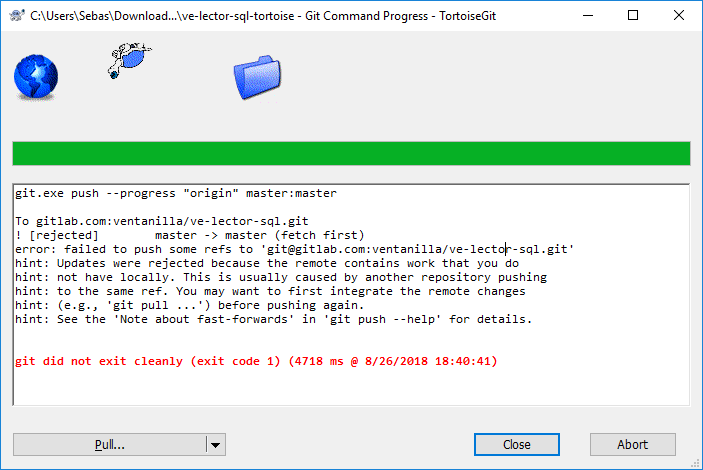 C:\Users\Sebas\Download...\ve-lector-sql-tortoise - Git Command Progress - TortoiseGit
git.exe push --progress "origin" master:master
To gitlab.com:ventanilla/ve-lector-sql.git
! [rejected]        master -> master (fetch first)
error: failed to push some refs to 'git@gitlab.com:ventanilla/ve-lector-sql.git'
hint: Updates were rejected because the remote contains work that you do
hint: not have locally. This is usually caused by another repository pushing
hint: to the same ref. You may want to first integrate the remote changes
hint: (e.g., 'git pull ...') before pushing again.
hint: See the 'Note about fast-forwards' in 'git push --help' for details.
git did not exit cleanly (exit code 1) (4718 ms @ 8/26/2018 18:40:41)
Pull...
Close
Abort